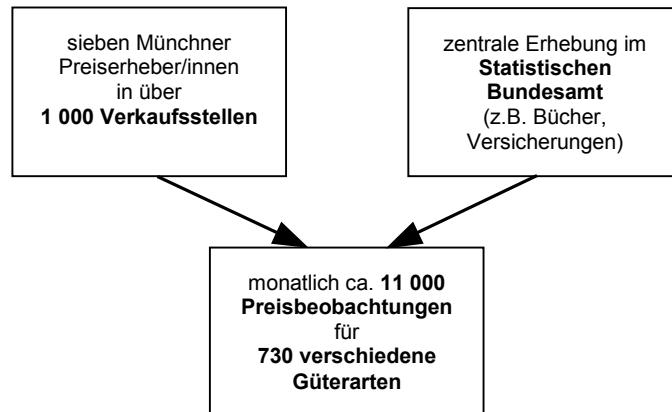 sieben Münchner
Preiserheber/innen
in über
1 000 Verkaufsstellen
zentrale Erhebung im
Statistischen
Bundesamt
(z.B. Bücher,
Versicherungen)
monatlich ca. 11 000
Preisbeobachtungen
für
730 verschiedene
Güterarten